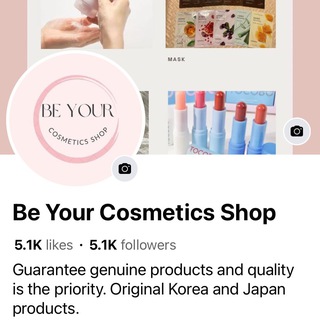 MASK
TOCOBO
BE YOUR
COSMETICS SHOP
Be Your Cosmetics Shop
5.1K likes · 5.1K followers
Guarantee genuine products and quality
is the priority. Original Korea and Japan
products.